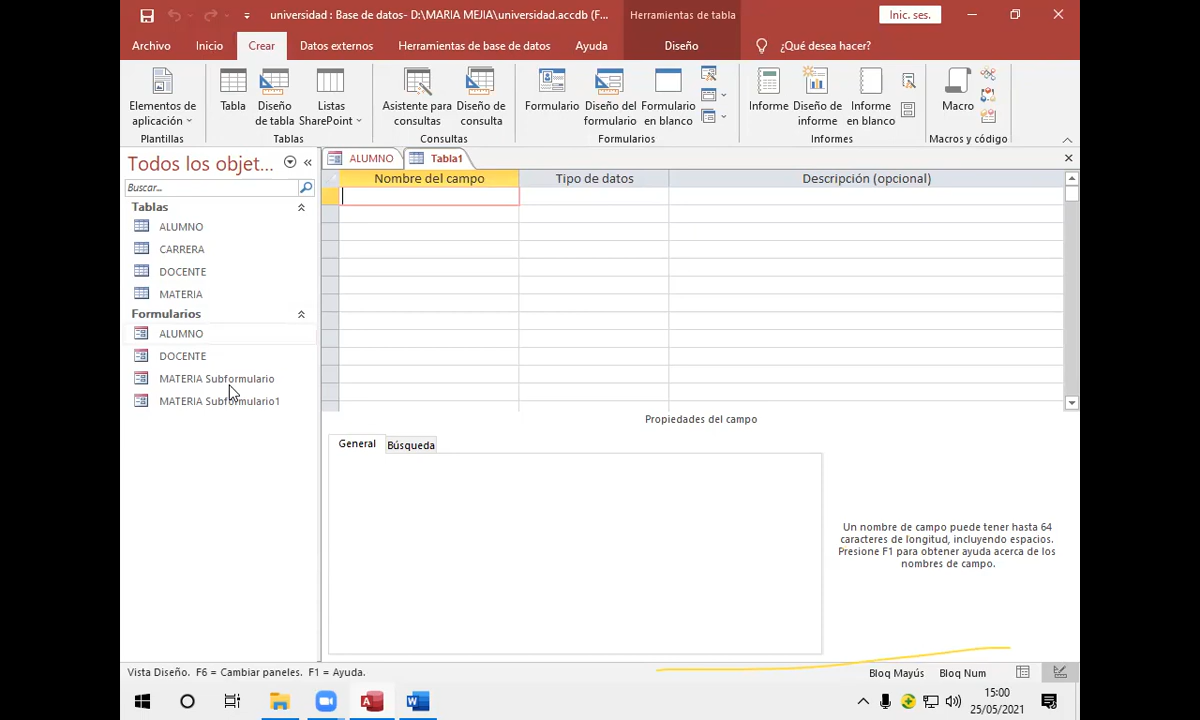 universidad : Base de datos- D:\MARIA MEJIA\universidad.accdb (F...
Herramientas de tabla
Inic. ses.
Archivo
Inicio
Crear
Datos externos
Herramientas de base de datos
Ayuda
Diseño
¿Qué desea hacer?
Elementos de aplicación
Tabla
Diseño de tabla
Listas SharePoint
Asistente para consultas
Diseño de consulta
Formulario
Diseño del formulario
Formulario en blanco
Informe
Diseño de informe
Informe en blanco
Macro
Plantillas
Tablas
Consultas
Formularios
Informes
Macros y código
Todos los objet...
Buscar...
Tablas
ALUMNO
CARRERA
DOCENTE
MATERIA
Formularios
ALUMNO
DOCENTE
MATERIA Subformulario
MATERIA Subformulario1
ALUMNO
Tabla1
Nombre del campo
Tipo de datos
Descripción (opcional)
Propiedades del campo
General
Búsqueda
Un nombre de campo puede tener hasta 64
caracteres de longitud, incluyendo espacios.
Presione F1 para obtener ayuda acerca de los
nombres de campo.
Vista Diseño. F6 = Cambiar paneles. F1 = Ayuda.
Bloq Mayús
Bloq Num
15:00
25/05/2021